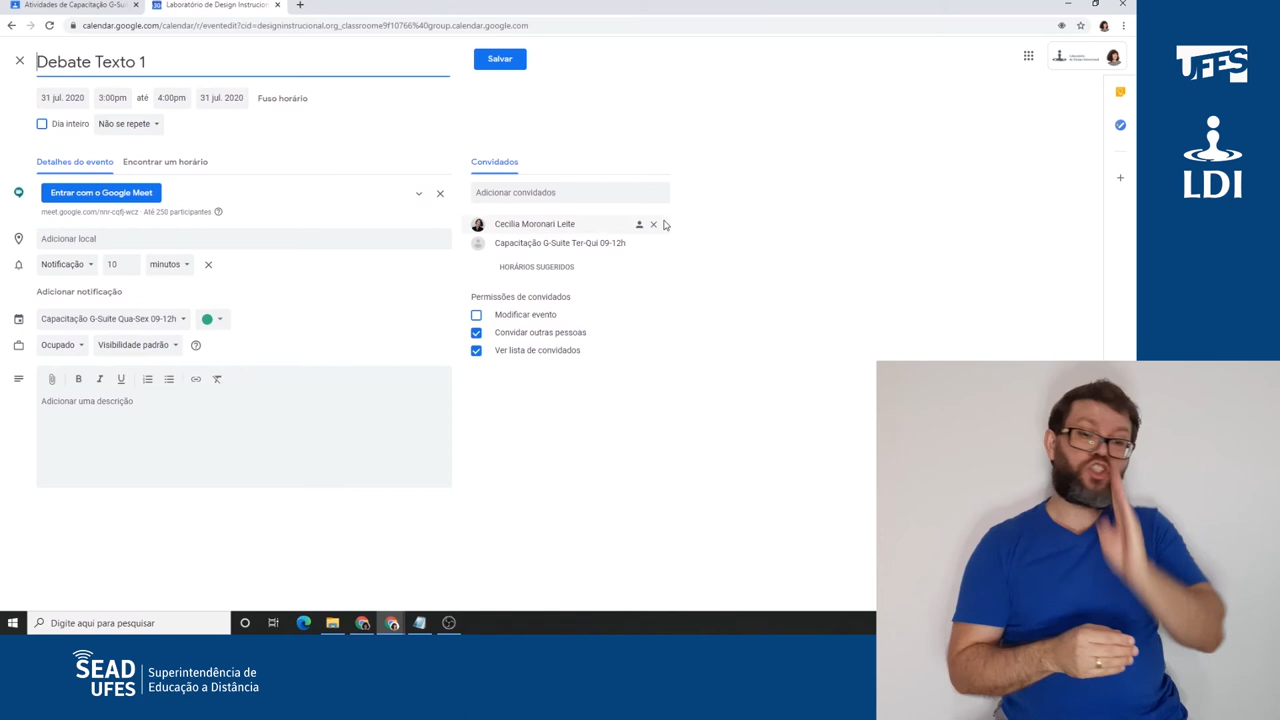 Atividades de Capacitação G-Sui
Laboratório de Design Instrucio
calendar.google.com/calendar/r/eventedit?cid=designinstrucional.org_classroome9f10766%40group.calendar.google.com
Debate Texto 1
Salvar
31 jul. 2020 3:00pm até 4:00pm 31 jul. 2020 Fuso horário
Dia inteiro Não se repete
Detalhes do evento Encontrar um horário
Convidados
Entrar com o Google Meet
meet.google.com/nnr-cqfj-wcz · Até 250 participantes
Adicionar convidados
Cecilia Moronari Leite
Capacitação G-Suite Ter-Qui 09-12h
HORÁRIOS SUGERIDOS
Adicionar local
Notificação 10 minutos
Adicionar notificação
Capacitação G-Suite Qua-Sex 09-12h
Ocupado Visibilidade padrão
Permissões de convidados
Modificar evento
Convidar outras pessoas
Ver lista de convidados
B I U
Adicionar uma descrição
Digite aqui para pesquisar
UFES
LDI
SEAD
UFES
Superintendência de
Educação a Distância